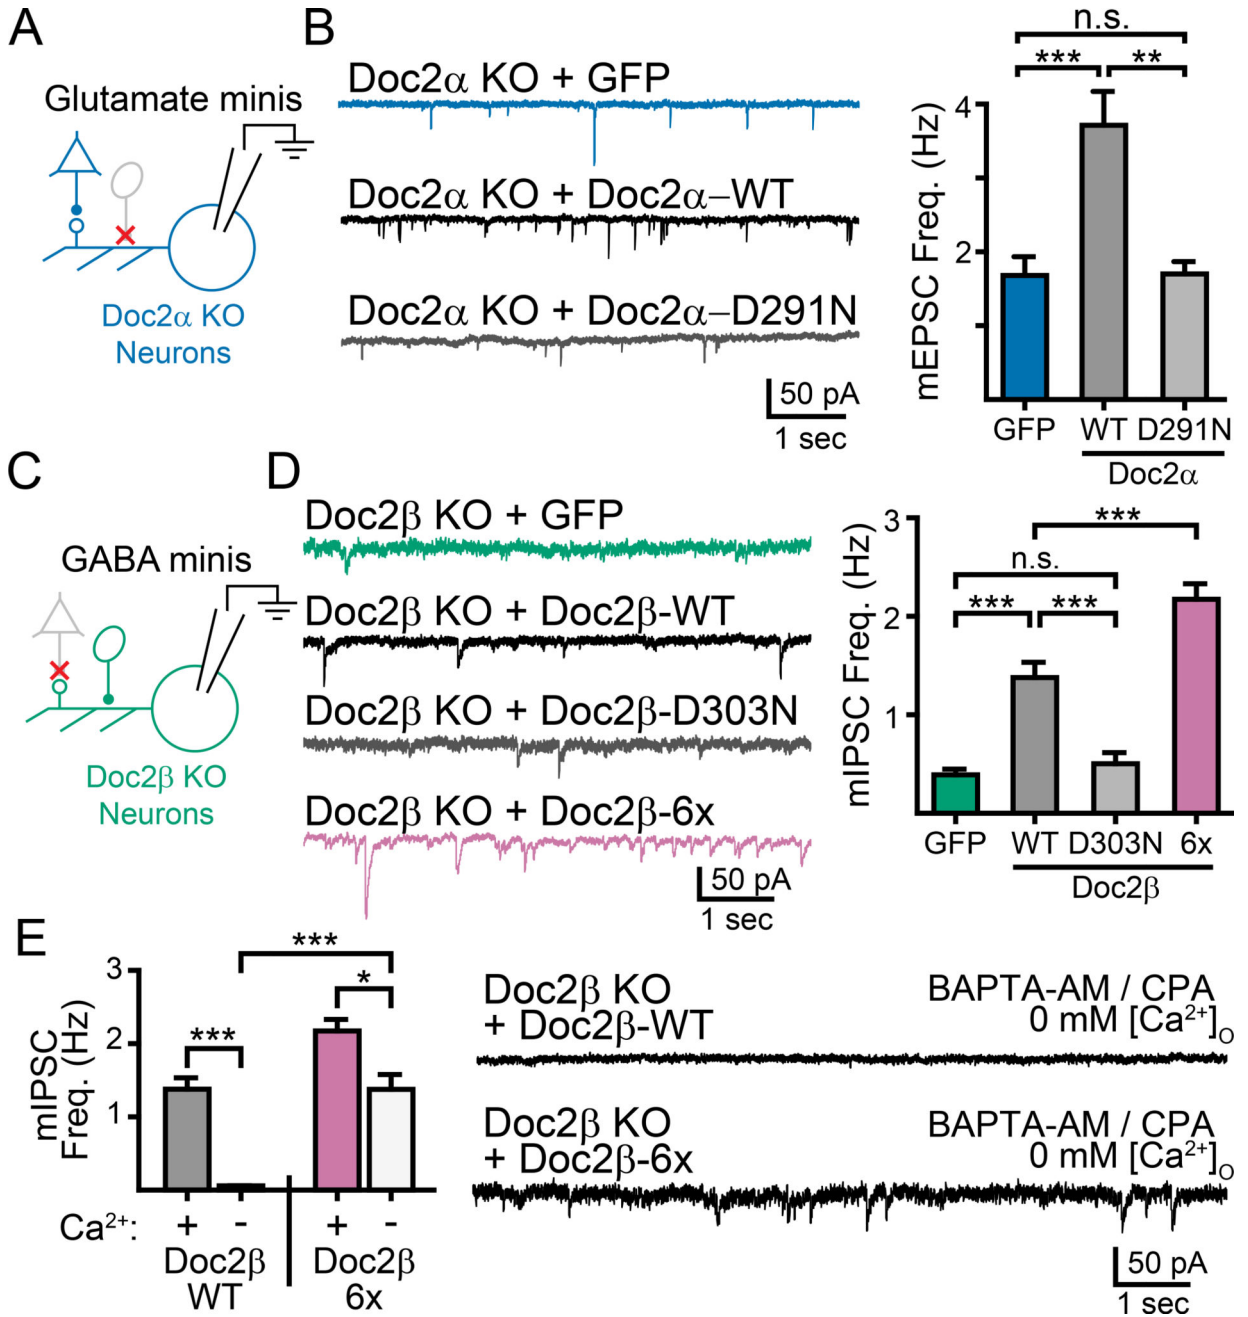 A
Glutamate minis
Doc2α KO
Neurons
B
Doc2α KO + GFP
Doc2α KO + Doc2α–WT
Doc2α KO + Doc2α–D291N
50 pA
1 sec
n.s.
*** **
mEPSC Freq. (Hz)
4
2
GFP WT D291N
Doc2α
C
GABA minis
Doc2β KO
Neurons
D
Doc2β KO + GFP
Doc2β KO + Doc2β-WT
Doc2β KO + Doc2β-D303N
Doc2β KO + Doc2β-6x
50 pA
1 sec
mIPSC Freq. (Hz)
3
2
1
***
n.s.
*** ***
GFP WT D303N 6x
Doc2β
E
mIPSC
Freq. (Hz)
3
2
1
***
*
***
Ca²⁺: + - + -
Doc2β Doc2β
WT 6x
Doc2β KO
+ Doc2β-WT
BAPTA-AM / CPA
0 mM [Ca²⁺]O
Doc2β KO
+ Doc2β-6x
BAPTA-AM / CPA
0 mM [Ca²⁺]O
50 pA
1 sec